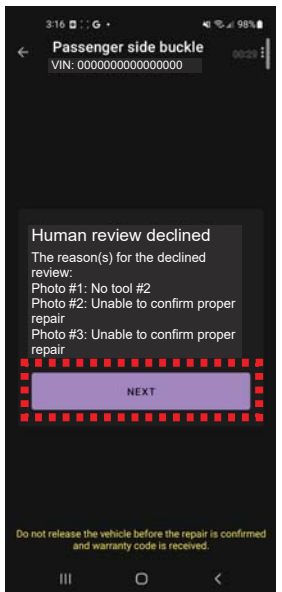 3:16 G • 98%
Passenger side buckle
VIN: 0000000000000000
00:29
Human review declined
The reason(s) for the declined
review:
Photo #1: No tool #2
Photo #2: Unable to confirm proper
repair
Photo #3: Unable to confirm proper
repair
NEXT
Do not release the vehicle before the repair is confirmed
and warranty code is received.